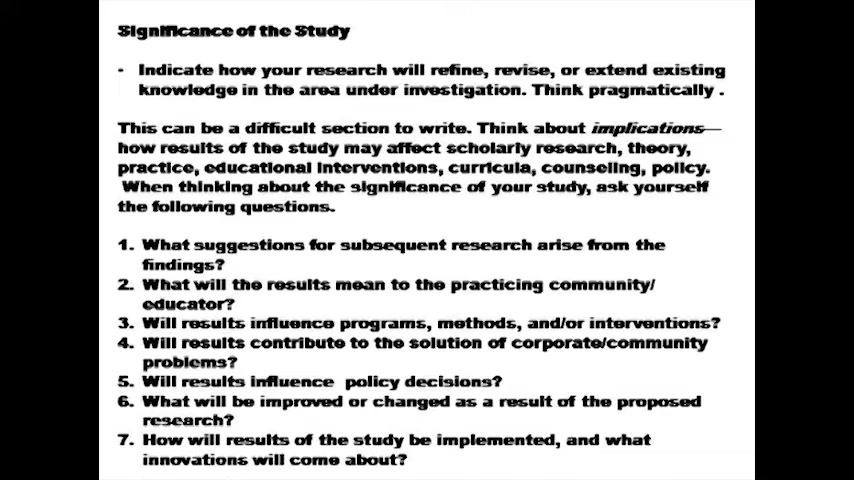 Significance of the Study
- Indicate how your research will refine, revise, or extend existing
knowledge in the area under investigation. Think pragmatically .
This can be a difficult section to write. Think about implications—
how results of the study may affect scholarly research, theory,
practice, educational interventions, curricula, counseling, policy.
When thinking about the significance of your study, ask yourself
the following questions.
1. What suggestions for subsequent research arise from the
findings?
2. What will the results mean to the practicing community/
educator?
3. Will results influence programs, methods, and/or interventions?
4. Will results contribute to the solution of corporate/community
problems?
5. Will results influence policy decisions?
6. What will be improved or changed as a result of the proposed
research?
7. How will results of the study be implemented, and what
innovations will come about?